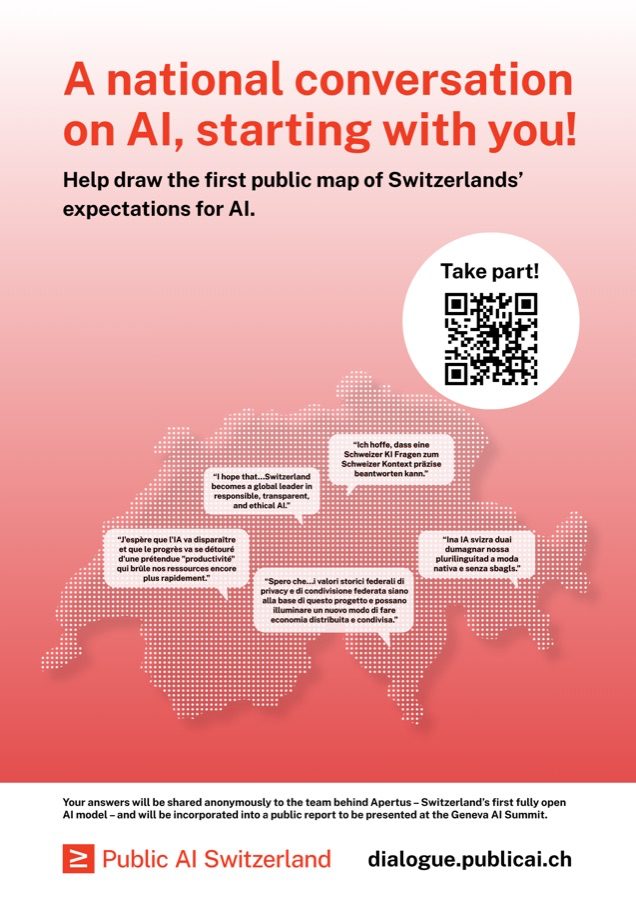 A national conversation
on AI, starting with you!
Help draw the first public map of Switzerlands’
expectations for AI.
Take part!
“Ich hoffe, dass eine
Schweizer KI Fragen zum
Schweizer Kontext präzise
beantworten kann.”
“I hope that...Switzerland
becomes a global leader in
responsible, transparent,
and ethical AI.”
“J'espère que l'IA va disparaître
et que le progrès va se détouré
d'une prétendue "productivité"
qui brûle nos ressources encore
plus rapidement.”
“Ina IA svizra duai
dumagnar nossa
plurilinguitad a moda
nativa e senza sbagls.”
“Spero che...i valori storici federali di
privacy e di condivisione federata siano
alla base di questo progetto e possano
illuminare un nuovo modo di fare
economia distribuita e condivisa.”
Your answers will be shared anonymously to the team behind Apertus – Switzerland’s first fully open
AI model – and will be incorporated into a public report to be presented at the Geneva AI Summit.
Public AI Switzerland
dialogue.publicai.ch